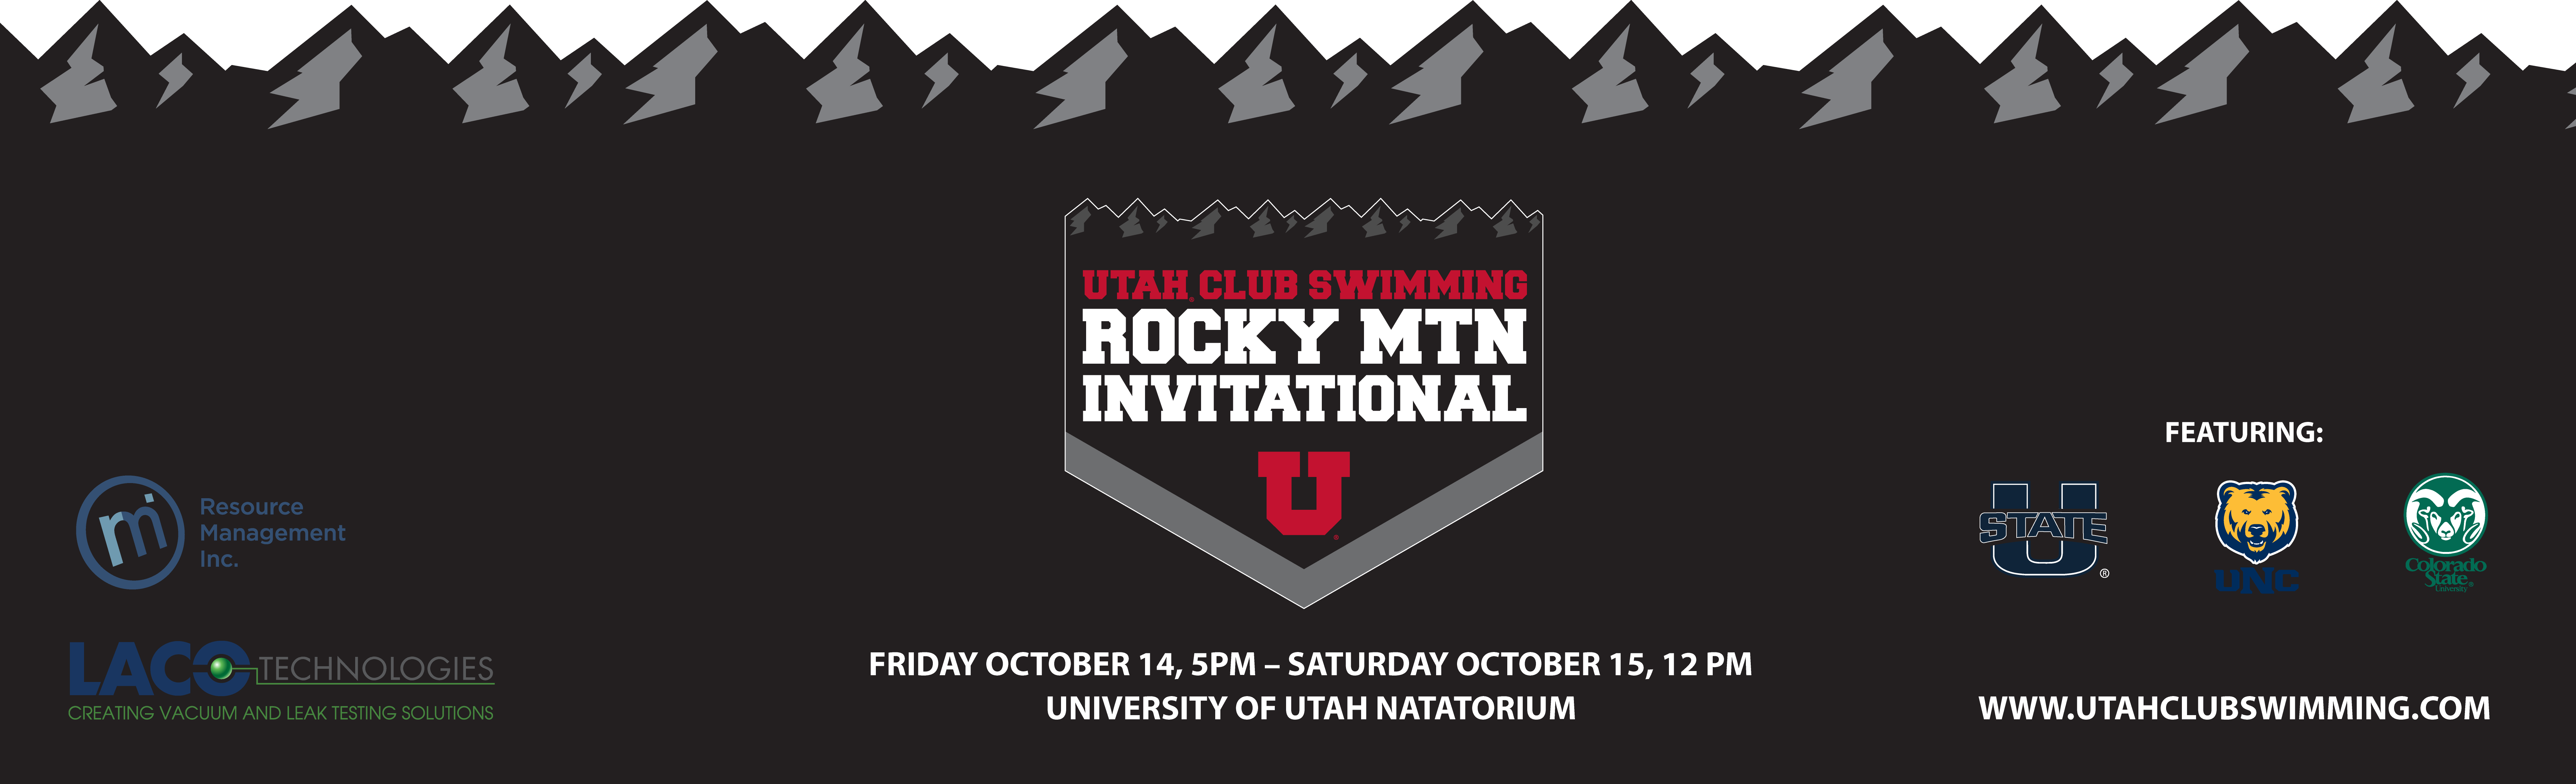 UTAH® CLUB SWIMMING
ROCKY MTN
INVITATIONAL
U®
FRIDAY OCTOBER 14, 5PM – SATURDAY OCTOBER 15, 12 PM
UNIVERSITY OF UTAH NATATORIUM
rmi
Resource
Management
Inc.
LACO TECHNOLOGIES
CREATING VACUUM AND LEAK TESTING SOLUTIONS
FEATURING:
U
STATE
®
UNC
Colorado
State®
University
WWW.UTAHCLUBSWIMMING.COM